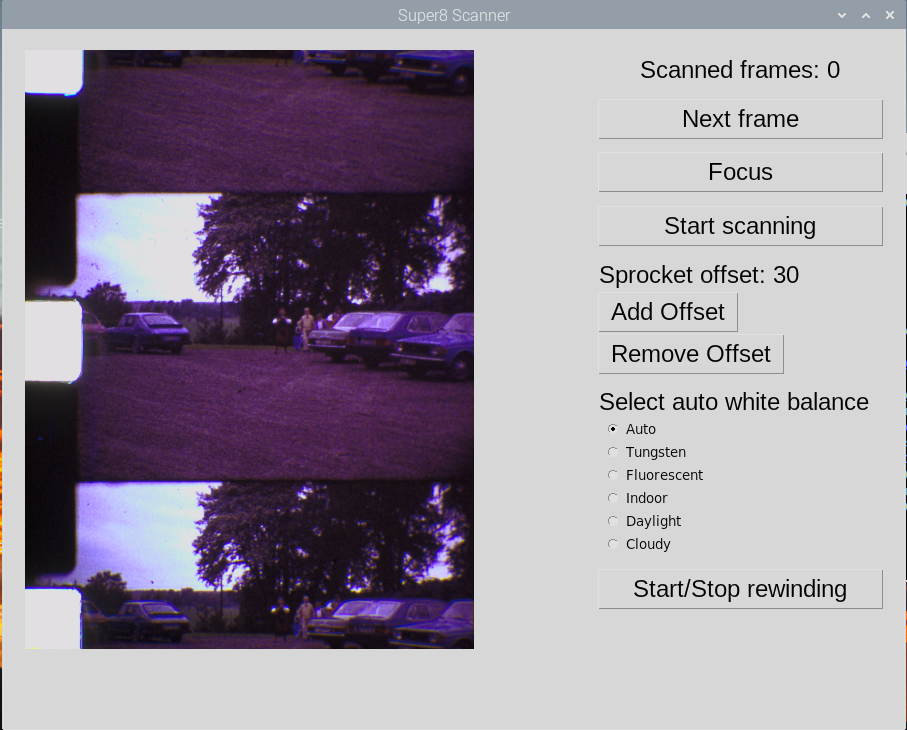 Super8 Scanner
Scanned frames: 0
Next frame
Focus
Start scanning
Sprocket offset: 30
Add Offset
Remove Offset
Select auto white balance
Auto
Tungsten
Fluorescent
Indoor
Daylight
Cloudy
Start/Stop rewinding